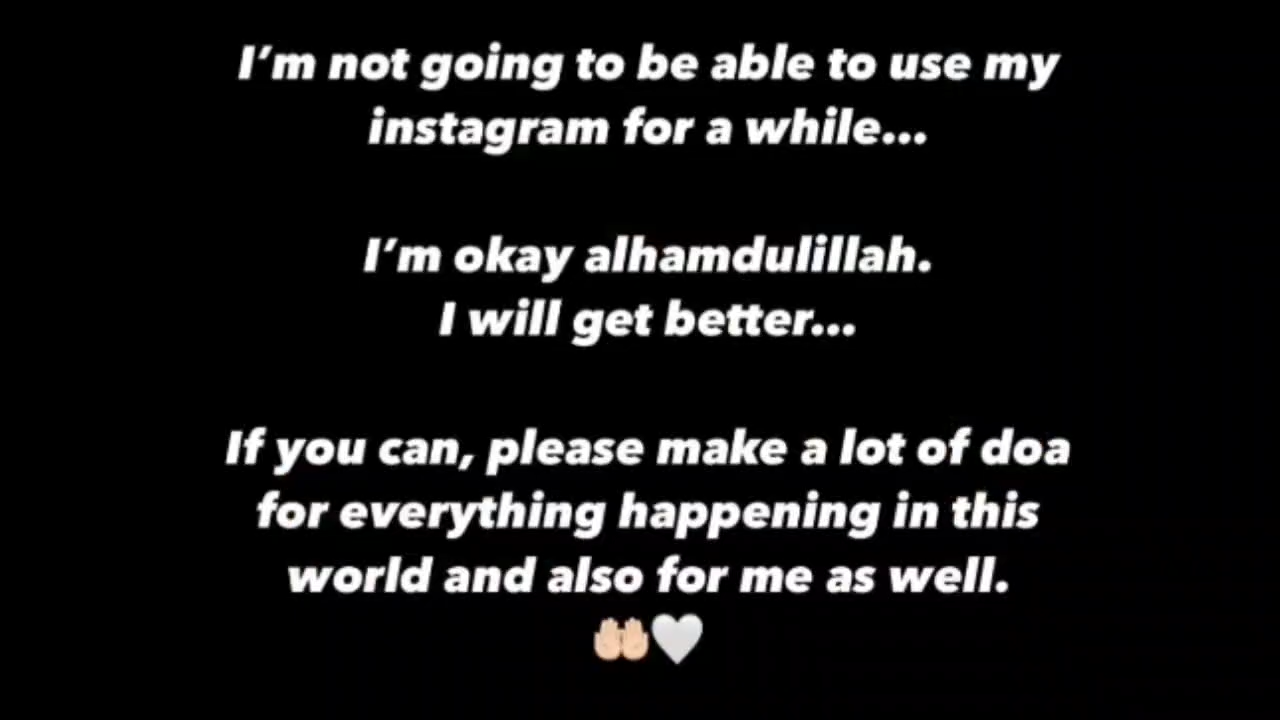 I'm not going to be able to use my
instagram for a while...
I'm okay alhamdulillah.
I will get better...
If you can, please make a lot of doa
for everything happening in this
world and also for me as well.
🤲🏻🤍